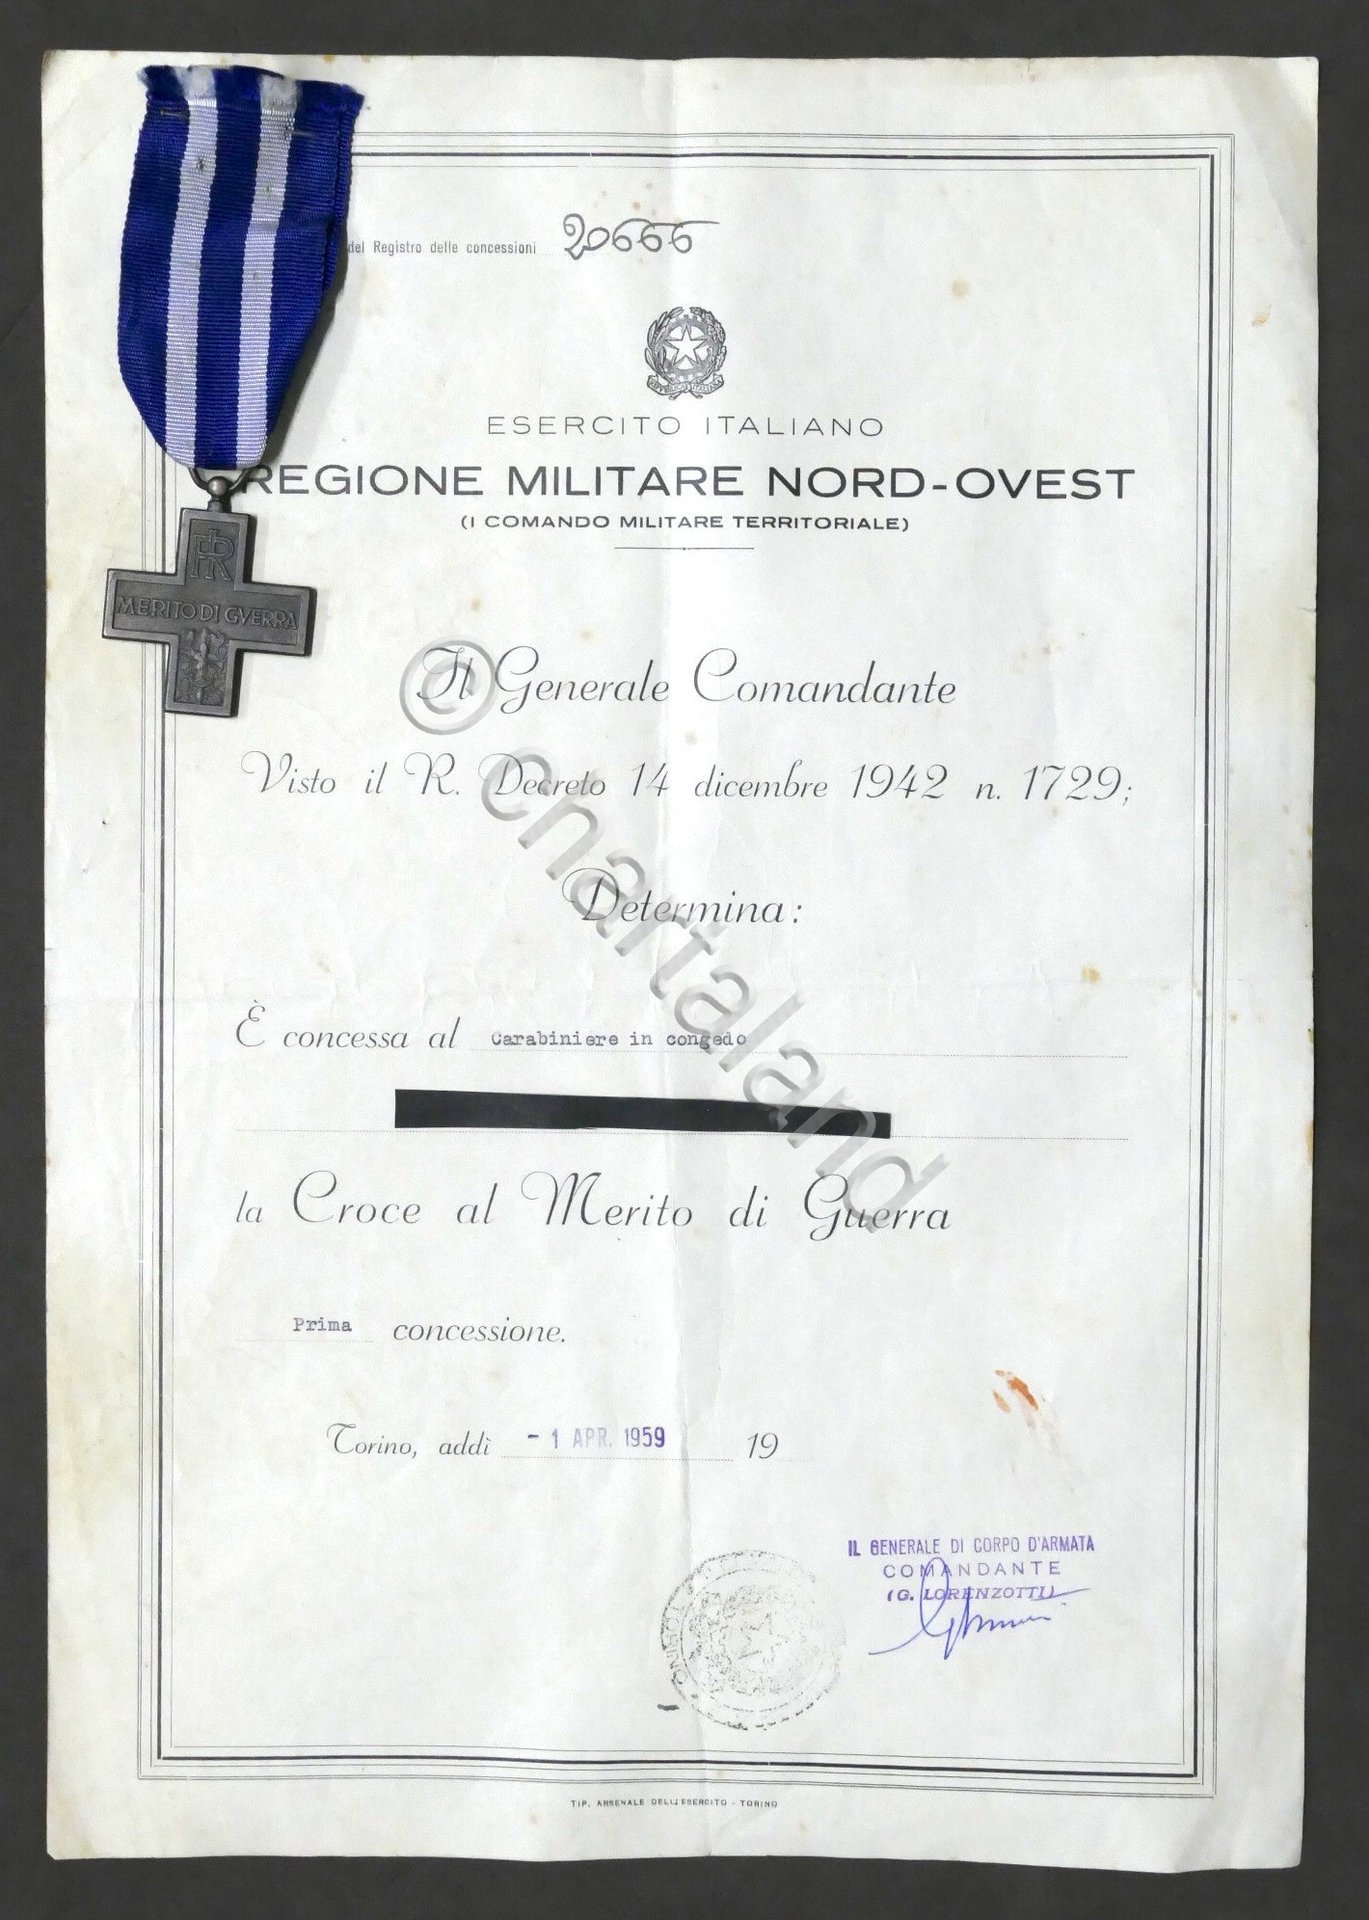 del Registro delle concessioni 20666
ESERCITO ITALIANO
REGIONE MILITARE NORD-OVEST
(I COMANDO MILITARE TERRITORIALE)
RI
MERITO DI GVERRA
Il Generale Comandante
Visto il R. Decreto 14 dicembre 1942 n. 1729;
Determina:
È concessa al Carabiniere in congedo
la Croce al Merito di Guerra
Prima concessione.
Torino, addì - 1 APR. 1959 19
IL GENERALE DI CORPO D'ARMATA
COMANDANTE
(G. LORENZOTTI)
TIP. ARSENALE DELL'ESERCITO - TORINO
© chartaland